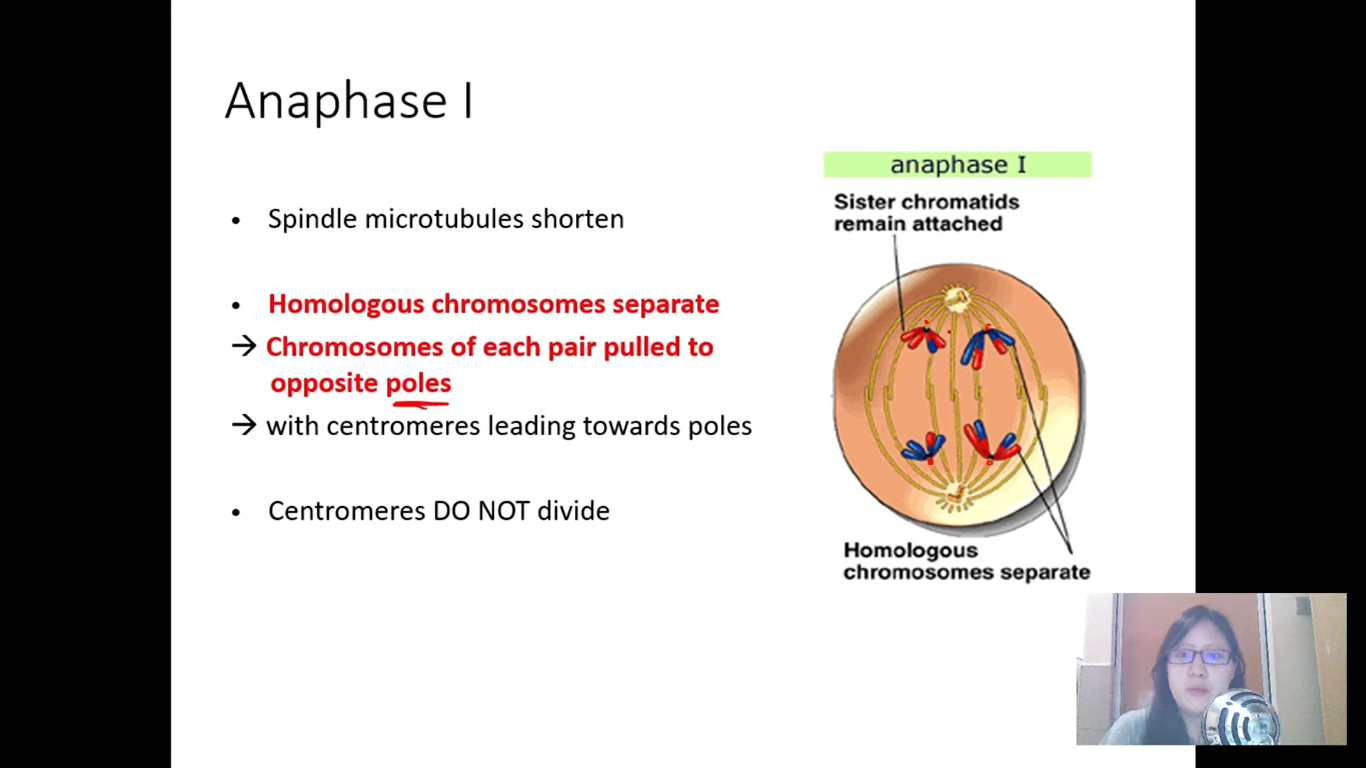 Anaphase I
• Spindle microtubules shorten
• Homologous chromosomes separate
→ Chromosomes of each pair pulled to
opposite poles
→ with centromeres leading towards poles
• Centromeres DO NOT divide
anaphase I
Sister chromatids
remain attached
Homologous
chromosomes separate